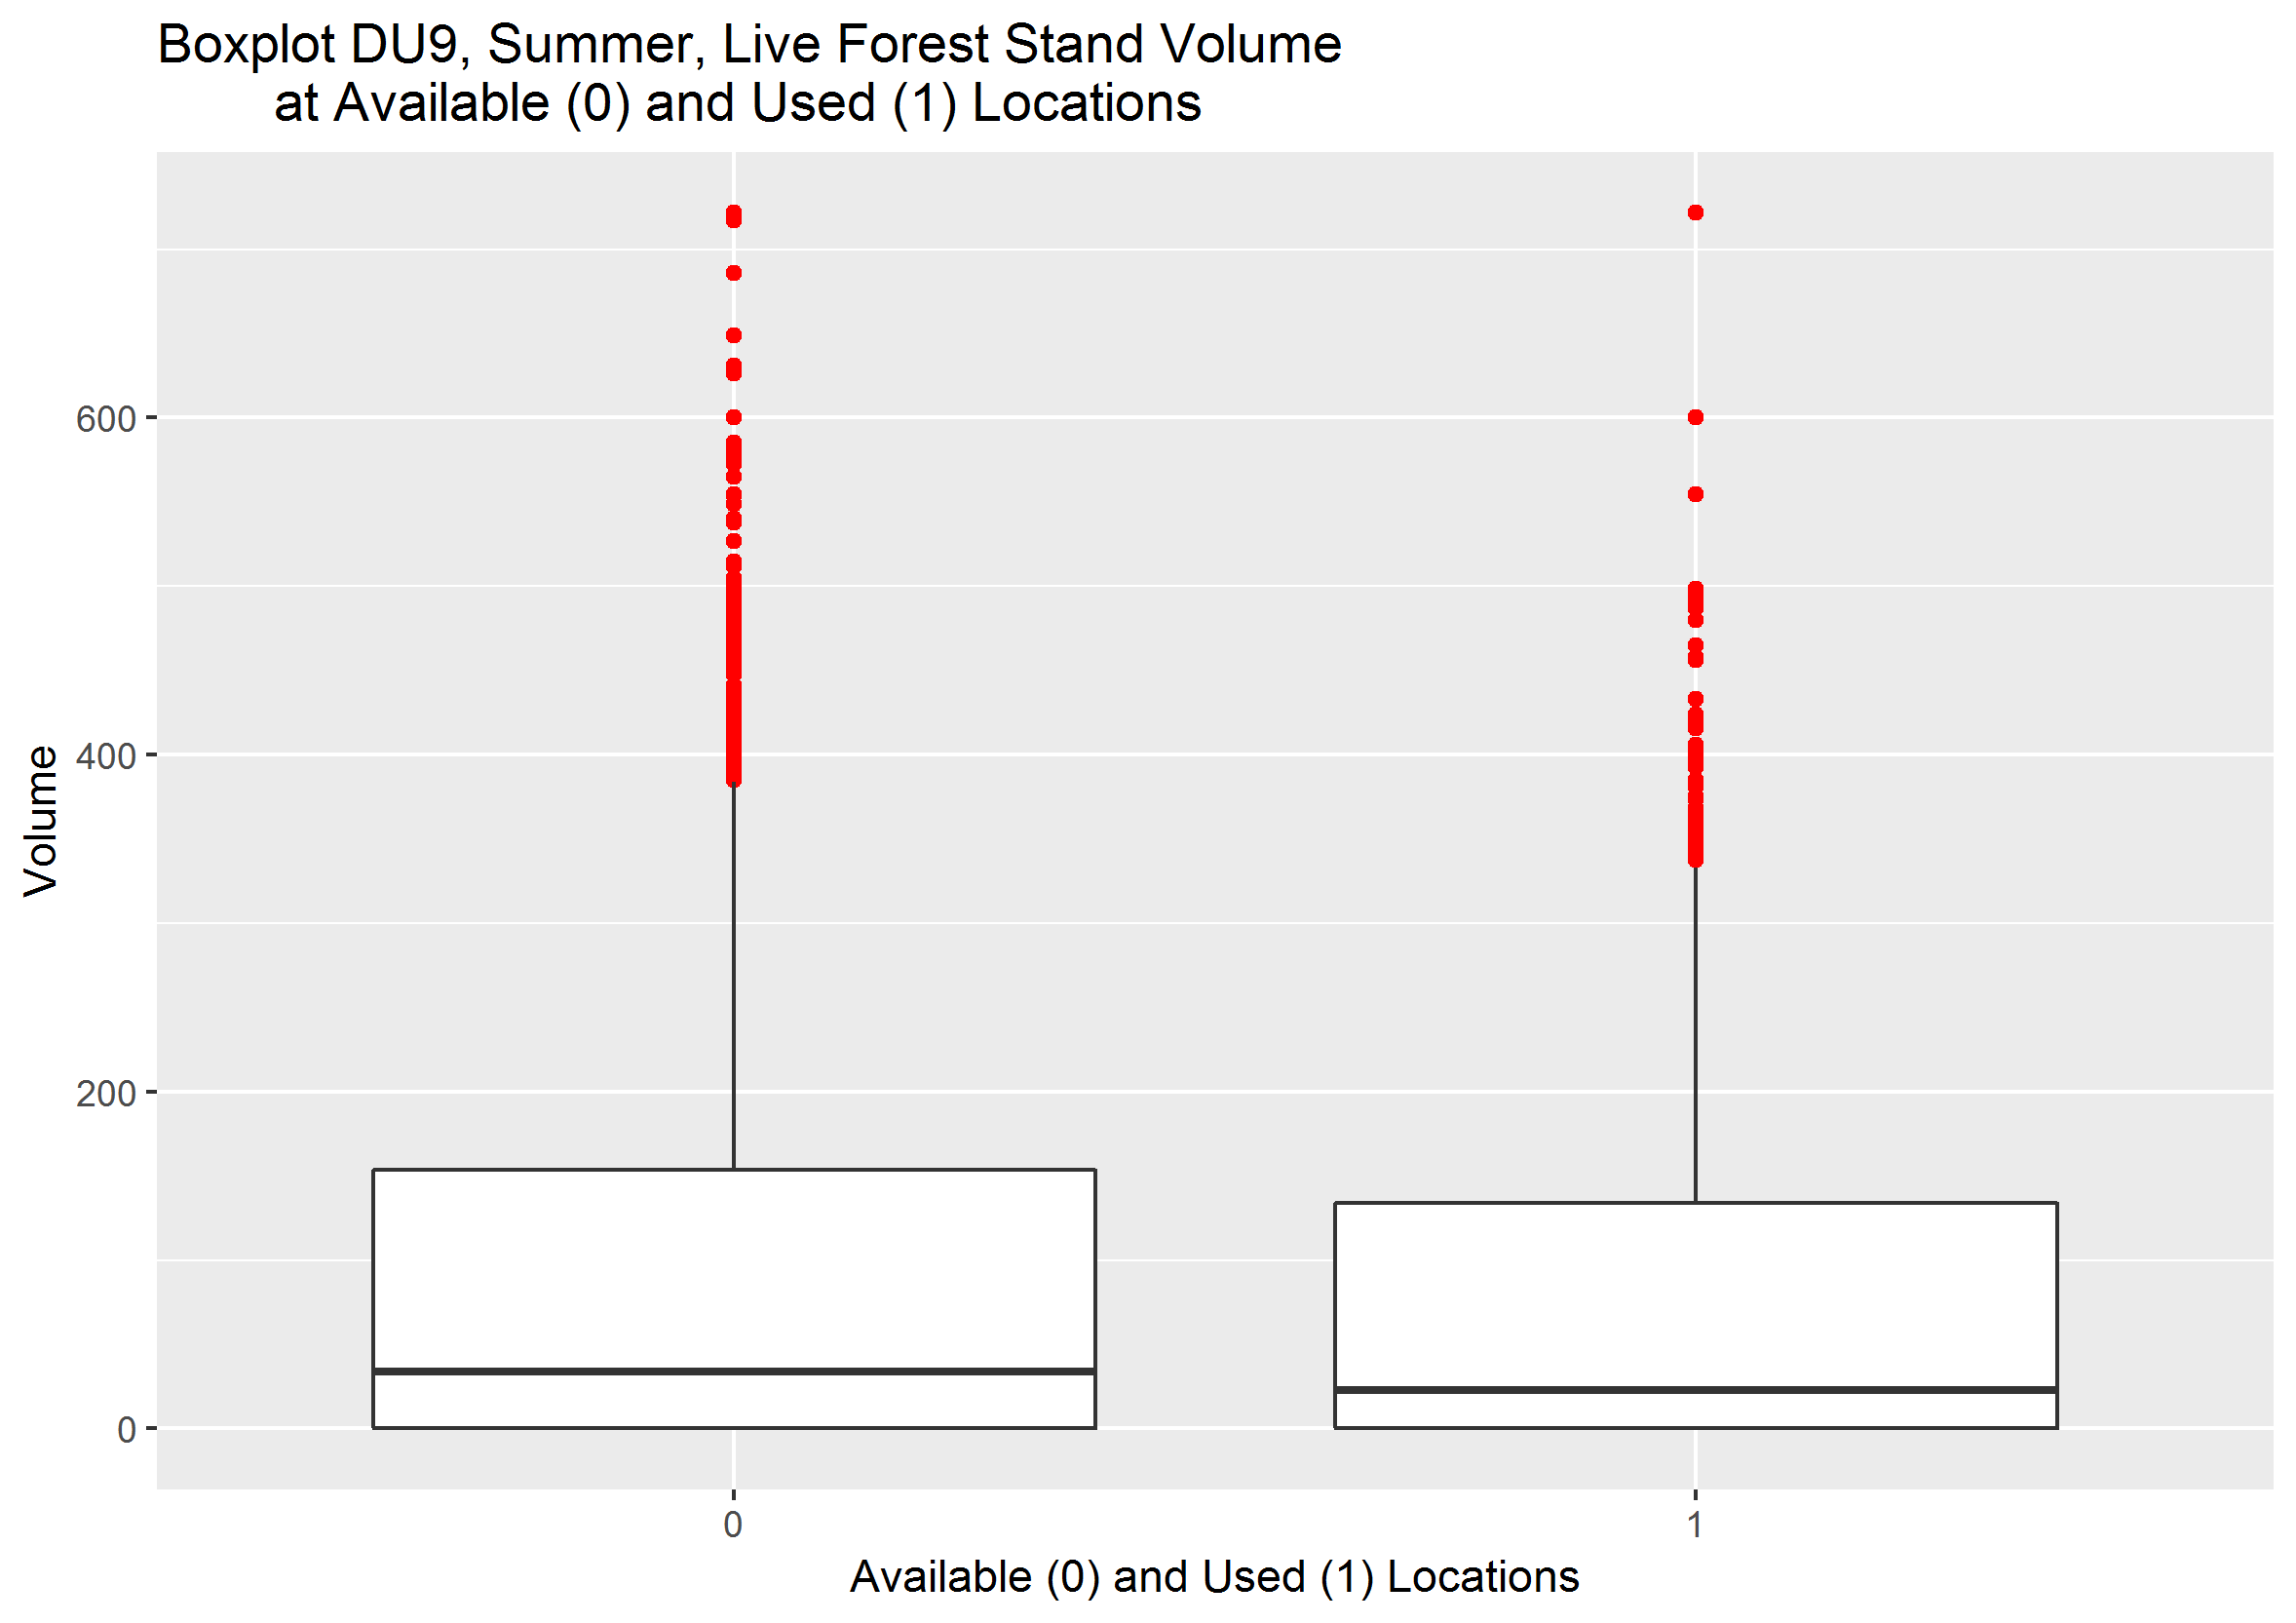 Boxplot DU9, Summer, Live Forest Stand Volume
at Available (0) and Used (1) Locations
Volume
600
400
200
0
0
1
Available (0) and Used (1) Locations